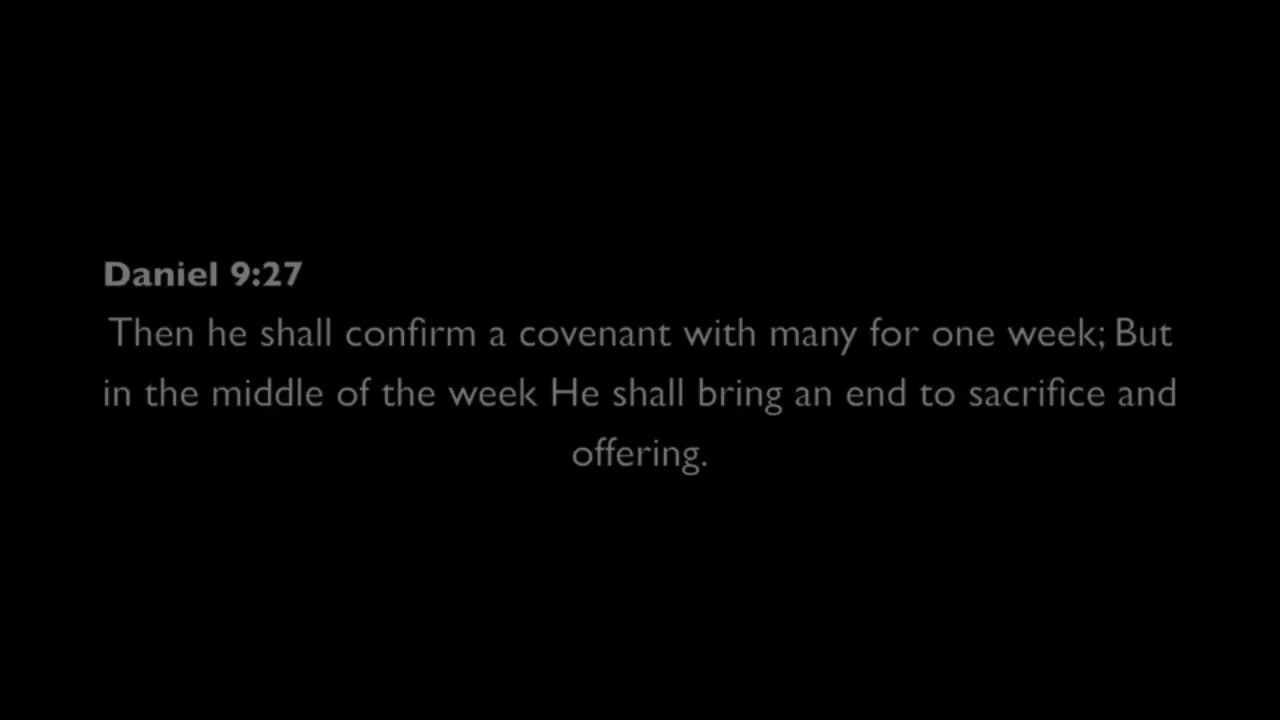 Daniel 9:27
Then he shall confirm a covenant with many for one week; But
in the middle of the week He shall bring an end to sacrifice and
offering.